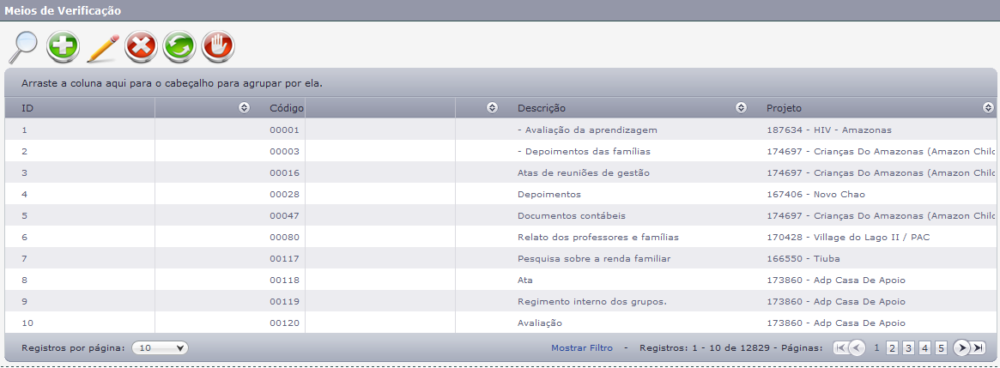 Meios de Verificação
Arraste a coluna aqui para o cabeçalho para agrupar por ela.
ID Código Descrição Projeto
1 00001 - Avaliação da aprendizagem 187634 - HIV - Amazonas
2 00003 - Depoimentos das famílias 174697 - Crianças Do Amazonas (Amazon Chilc
3 00016 Atas de reuniões de gestão 174697 - Crianças Do Amazonas (Amazon Chilc
4 00028 Depoimentos 167406 - Novo Chao
5 00047 Documentos contábeis 174697 - Crianças Do Amazonas (Amazon Chilc
6 00080 Relato dos professores e famílias 170428 - Village do Lago II / PAC
7 00117 Pesquisa sobre a renda familiar 166550 - Tiuba
8 00118 Ata 173860 - Adp Casa De Apoio
9 00119 Regimento interno dos grupos. 173860 - Adp Casa De Apoio
10 00120 Avaliação 173860 - Adp Casa De Apoio
Registros por página: 10 Mostrar Filtro - Registros: 1 - 10 de 12829 - Páginas: 1 2 3 4 5